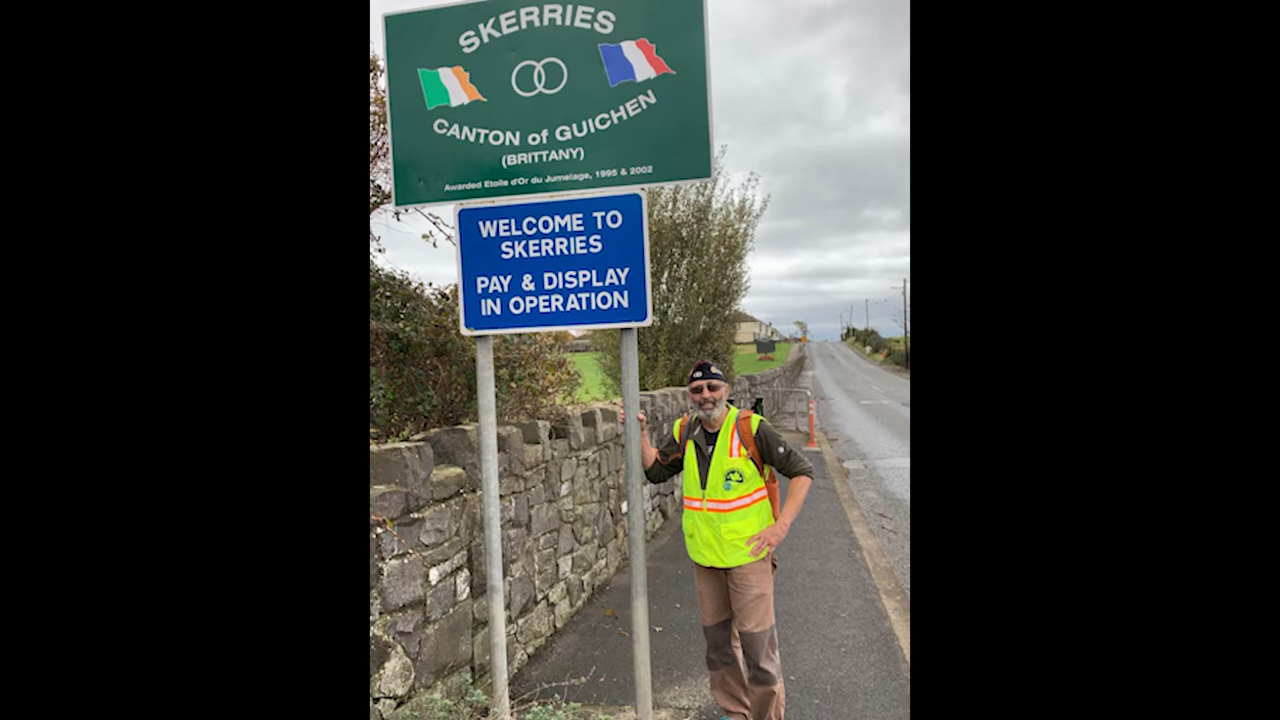 SKERRIES
CANTON of GUICHEN
(BRITTANY)
Awarded Etoile d'Or du Jumelage, 1995 & 2002
WELCOME TO
SKERRIES
PAY & DISPLAY
IN OPERATION